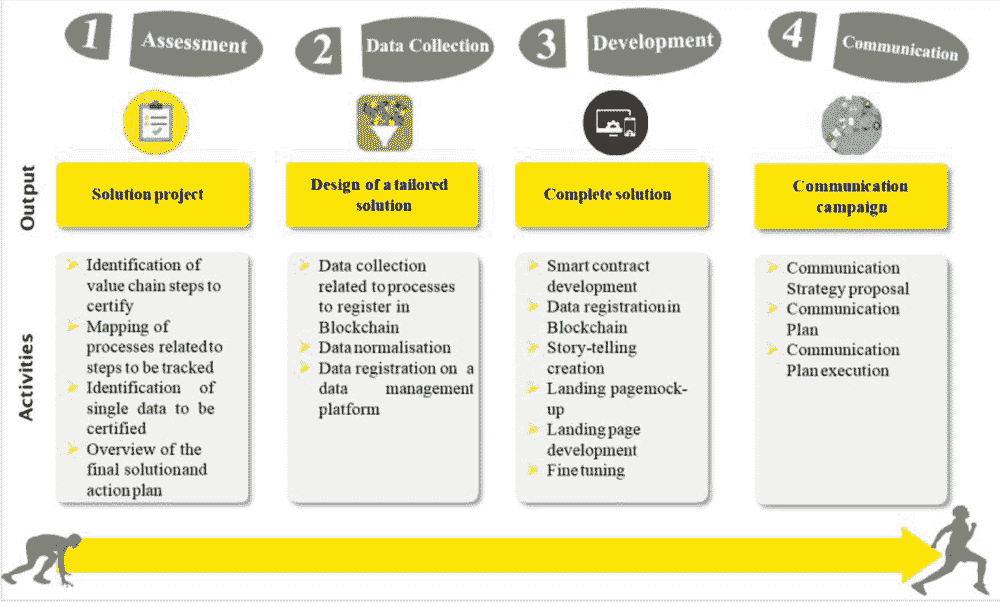 1 Assessment
2 Data Collection
3 Development
4 Communication
Output
Solution project
Design of a tailored
solution
Complete solution
Communication
campaign
Activities
Identification of
value chain steps to
certify
Mapping of
processes related to
steps to be tracked
Identification of
single data to be
certified
Overview of the
final solution and
action plan
Data collection
related to processes
to register in
Blockchain
Data normalisation
Data registration on a
data management
platform
Smart contract
development
Data registration in
Blockchain
Story-telling
creation
Landing page mock-
up
Landing page
development
Fine tuning
Communication
Strategy proposal
Communication
Plan
Communication
Plan execution